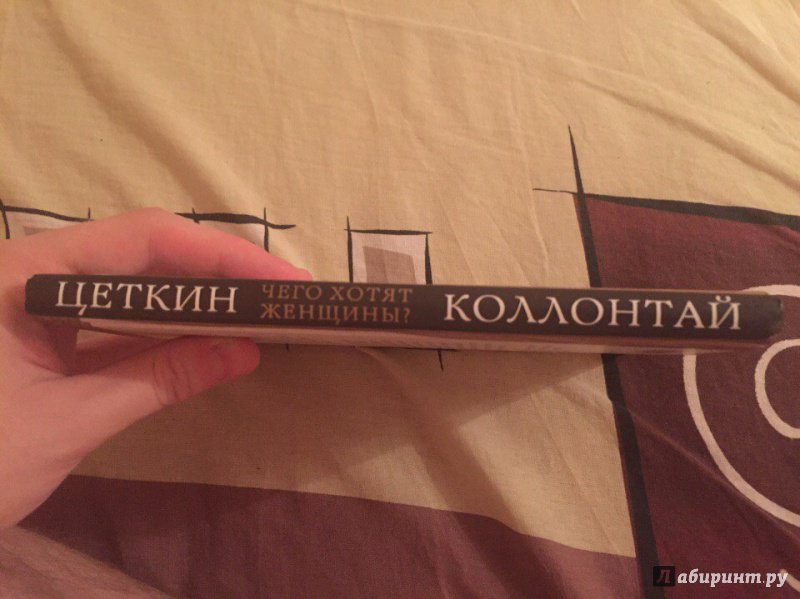 ЦЕТКИН
ЧЕГО ХОТЯТ
ЖЕНЩИНЫ?
КОЛЛОНТАЙ
Лабиринт.ру